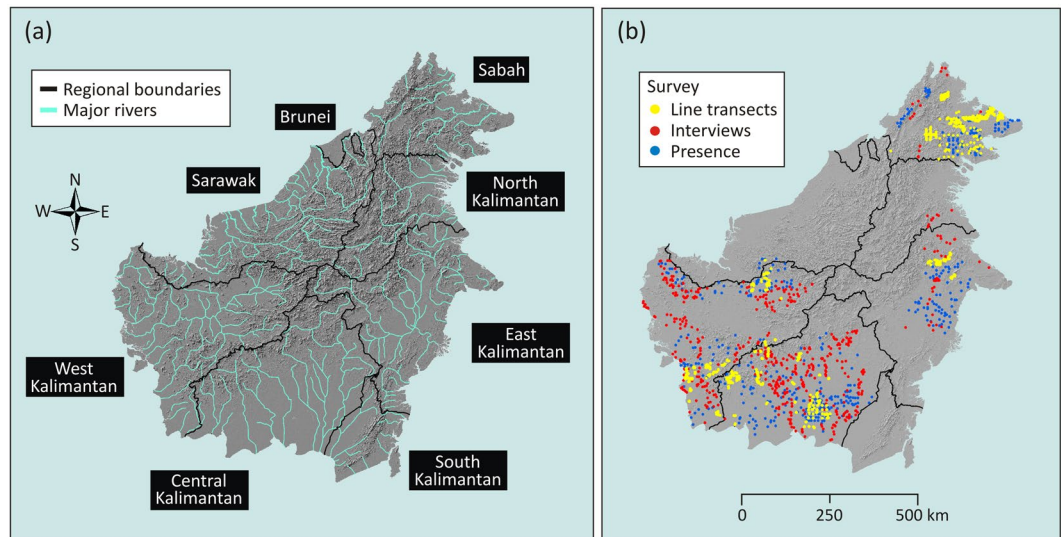 (a)
Regional boundaries
Major rivers
N
W
E
S
Sabah
Brunei
Sarawak
North
Kalimantan
East
Kalimantan
West
Kalimantan
South
Kalimantan
Central
Kalimantan
(b)
Survey
Line transects
Interviews
Presence
0
250
500 km